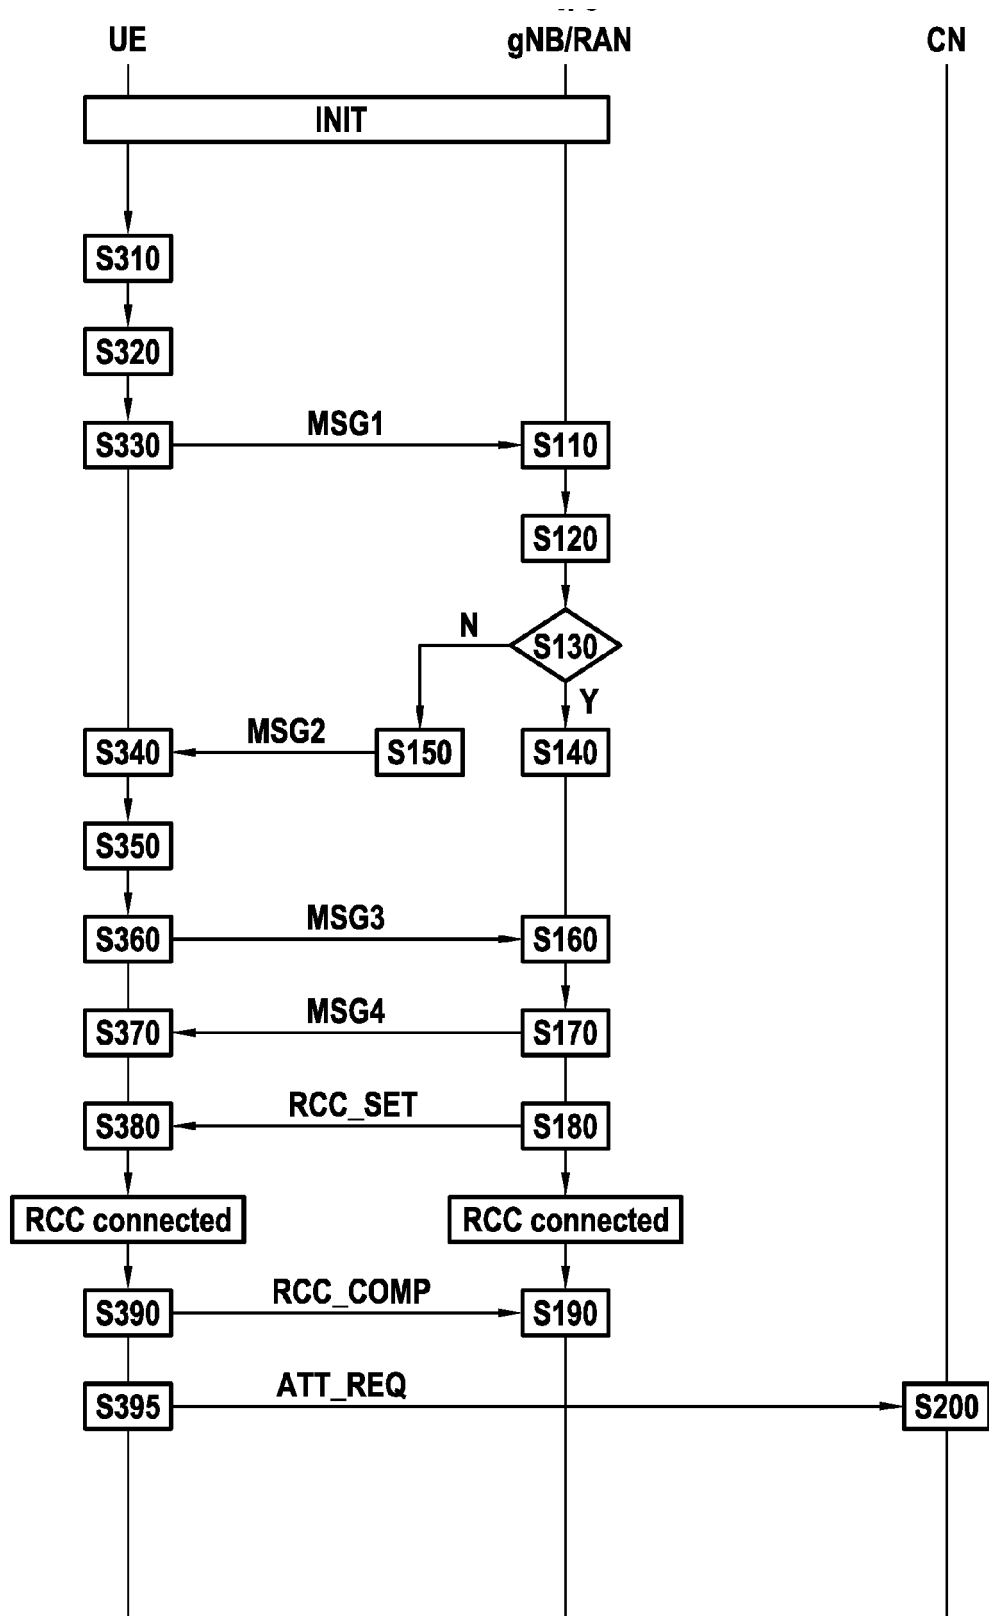 UE gNB/RAN CN
INIT
S310
S320
MSG1
S330 S110
S120
N
S130
Y
MSG2
S340 S150 S140
S350
MSG3
S360 S160
MSG4
S370 S170
RCC_SET
S380 S180
RCC connected RCC connected
RCC_COMP
S390 S190
ATT_REQ
S395 S200